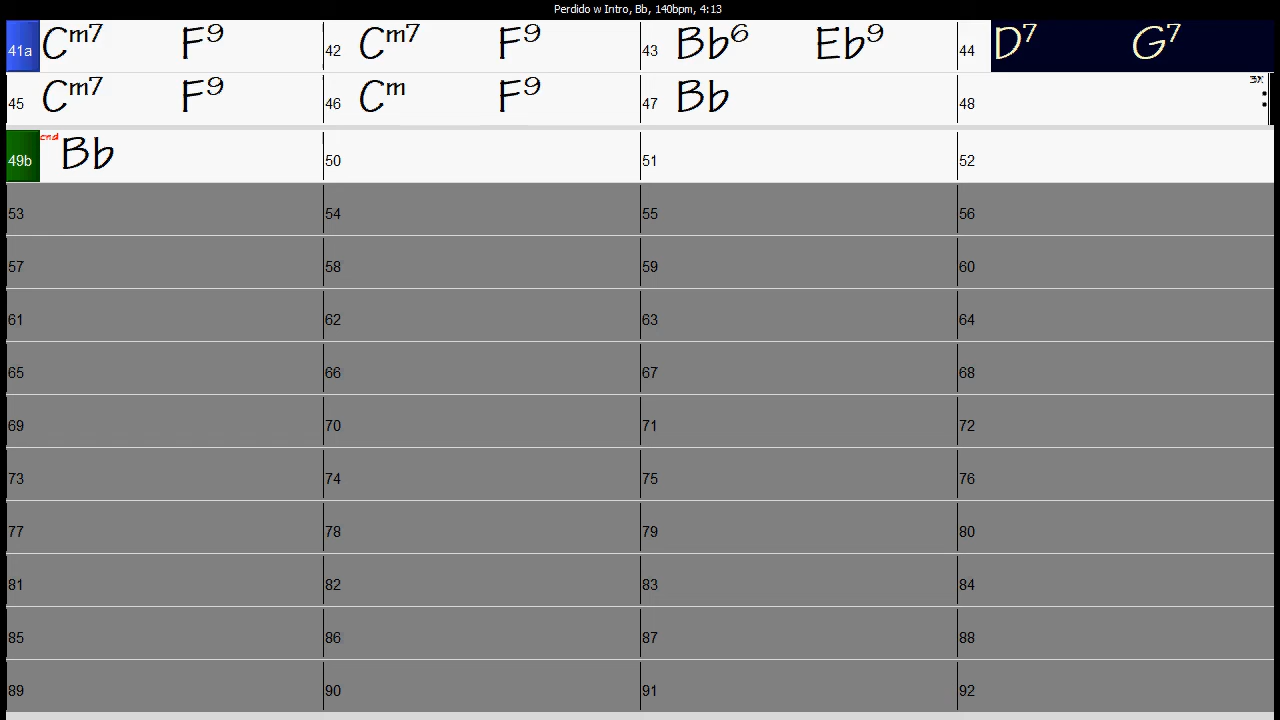 Perdido w Intro, Bb, 140bpm, 4:13
41a Cm7 F9 42 Cm7 F9 43 Bb6 Eb9 44 D7 G7
45 Cm7 F9 46 Cm F9 47 Bb 48 3x
49b end Bb 50 51 52
53 54 55 56
57 58 59 60
61 62 63 64
65 66 67 68
69 70 71 72
73 74 75 76
77 78 79 80
81 82 83 84
85 86 87 88
89 90 91 92